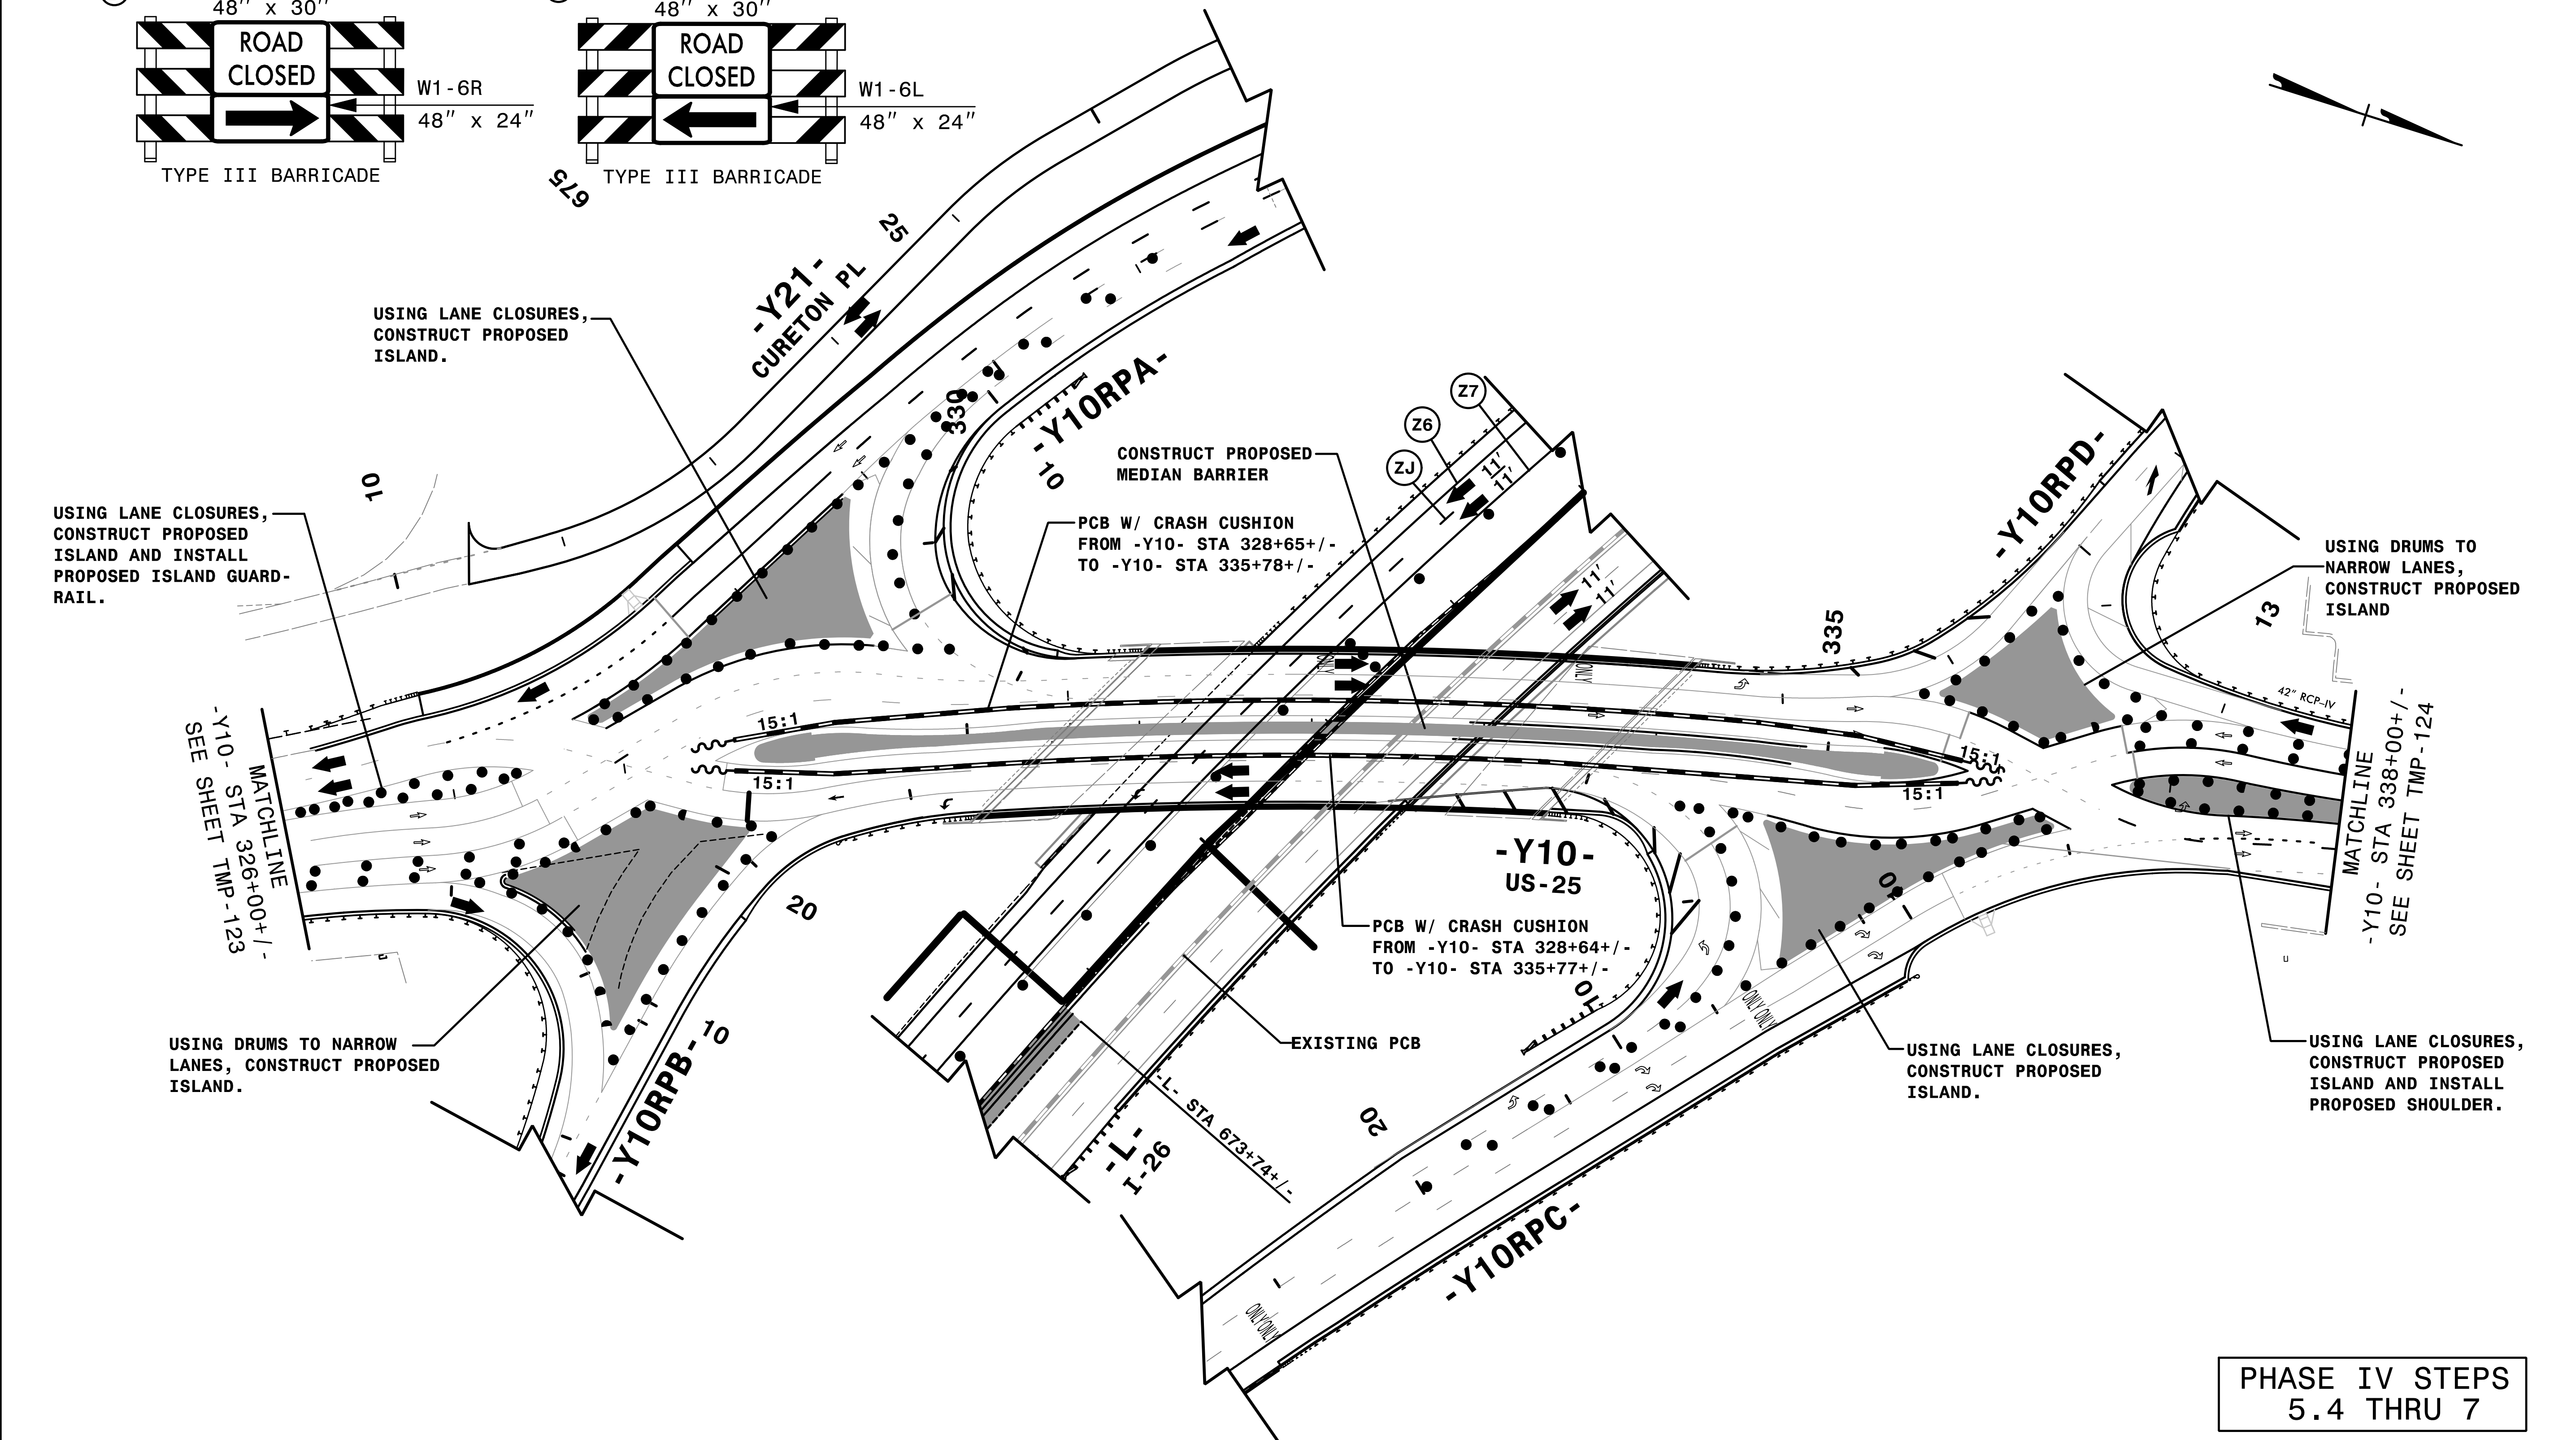 48" x 30"
ROAD
CLOSED
W1-6R
48" x 24"
TYPE III BARRICADE
48" x 30"
ROAD
CLOSED
W1-6L
48" x 24"
TYPE III BARRICADE
675
25
-Y21-
CURETON PL
USING LANE CLOSURES,
CONSTRUCT PROPOSED
ISLAND.
330
-Y10RPA-
10
10
USING LANE CLOSURES,
CONSTRUCT PROPOSED
ISLAND AND INSTALL
PROPOSED ISLAND GUARD-
RAIL.
CONSTRUCT PROPOSED
MEDIAN BARRIER
PCB W/ CRASH CUSHION
FROM -Y10- STA 328+65+/-
TO -Y10- STA 335+78+/-
Z7
Z6
ZJ
11'
11'
11'
11'
ONLY
ONLY
335
-Y10RPD-
USING DRUMS TO
NARROW LANES,
CONSTRUCT PROPOSED
ISLAND
13
42" RCP-IV
MATCHLINE
-Y10- STA 326+00+/-
SEE SHEET TMP-123
15:1
15:1
15:1
15:1
MATCHLINE
-Y10- STA 338+00+/-
SEE SHEET TMP-124
-Y10-
US-25
20
PCB W/ CRASH CUSHION
FROM -Y10- STA 328+64+/-
TO -Y10- STA 335+77+/-
10
10
ONLY ONLY
EXISTING PCB
USING DRUMS TO NARROW
LANES, CONSTRUCT PROPOSED
ISLAND.
-Y10RPB-
10
-L- STA 673+74+/-
-L-
I-26
20
USING LANE CLOSURES,
CONSTRUCT PROPOSED
ISLAND.
USING LANE CLOSURES,
CONSTRUCT PROPOSED
ISLAND AND INSTALL
PROPOSED SHOULDER.
-Y10RPC-
ONLY ONLY
PHASE IV STEPS
5.4 THRU 7